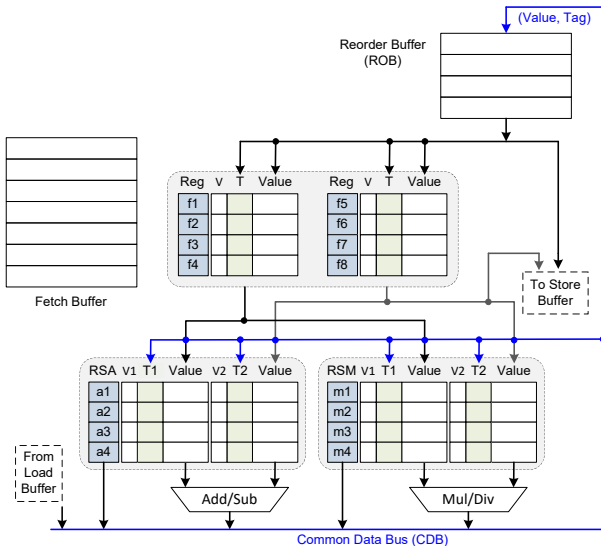 (Value, Tag)
Reorder Buffer
(ROB)
Reg V T Value
f1
f2
f3
f4
Reg V T Value
f5
f6
f7
f8
Fetch Buffer
To Store
Buffer
RSA V1 T1 Value V2 T2 Value
a1
a2
a3
a4
RSM V1 T1 Value V2 T2 Value
m1
m2
m3
m4
From
Load
Buffer
Add/Sub
Mul/Div
Common Data Bus (CDB)